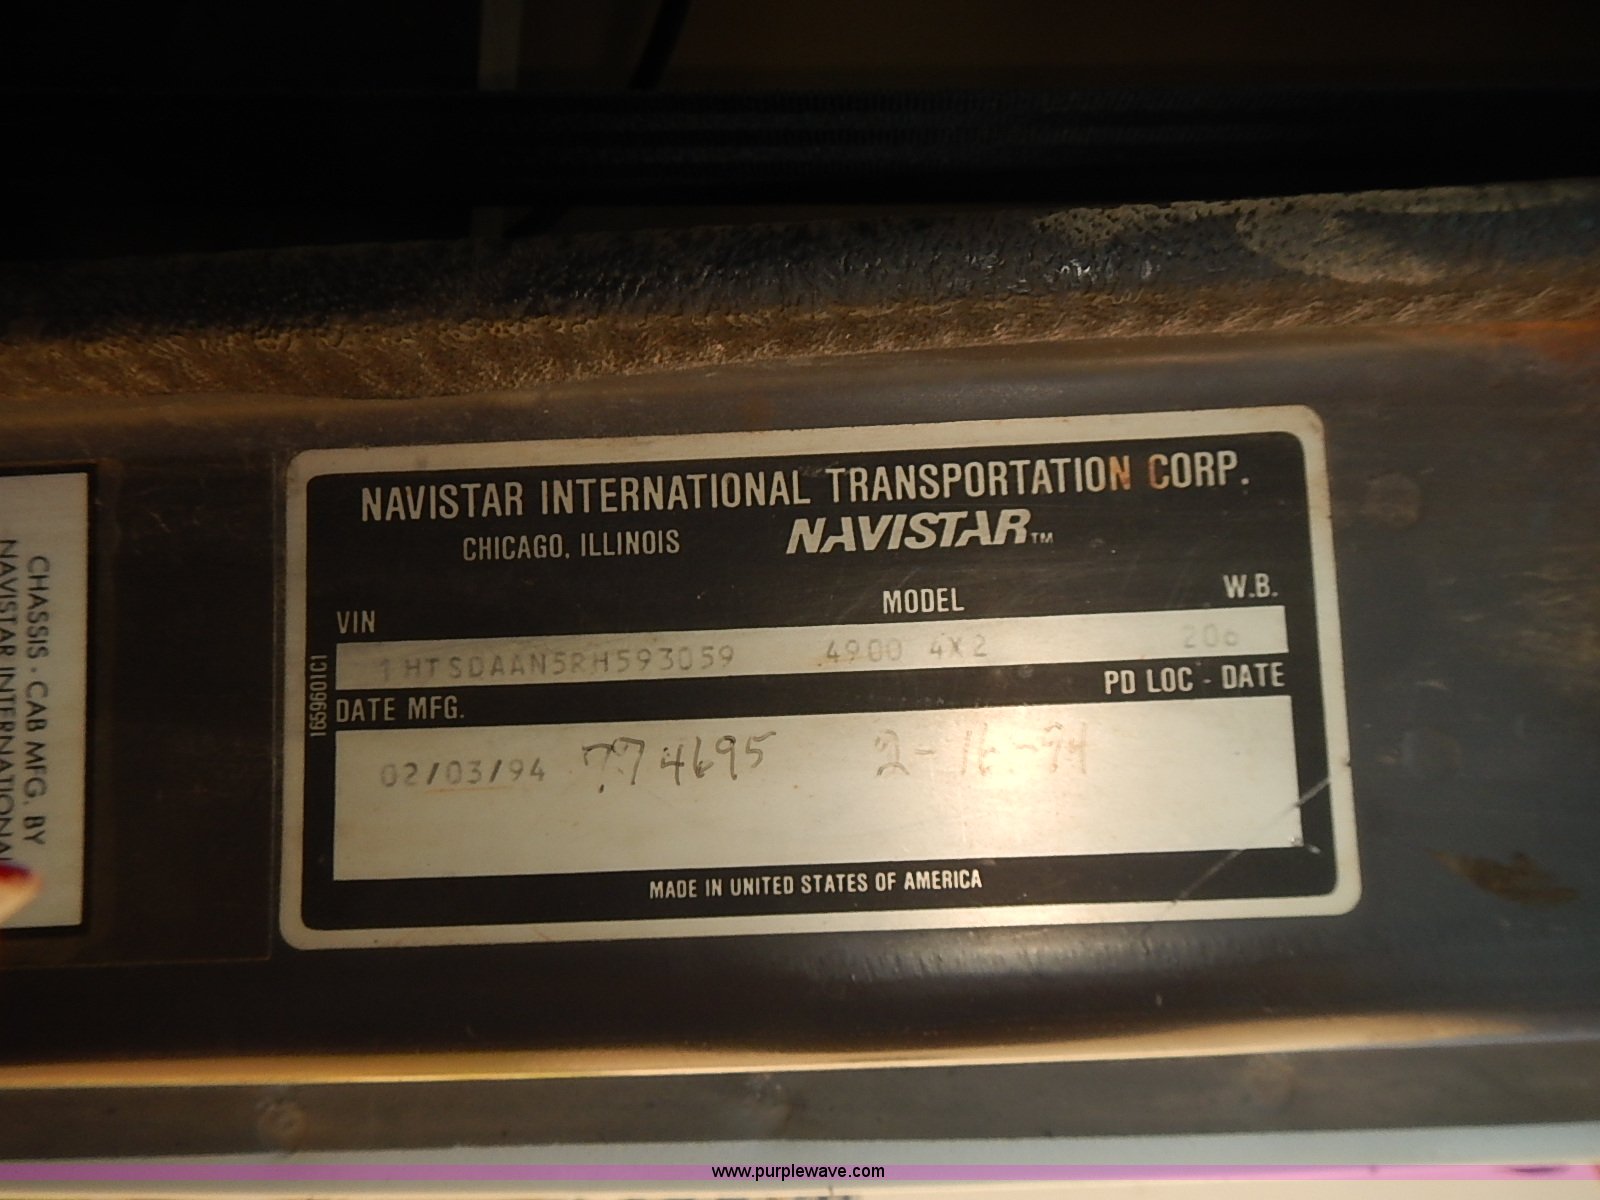 NAVISTAR INTERNATIONAL TRANSPORTATION CORP.
CHICAGO, ILLINOIS NAVISTAR™
VIN MODEL W.B.
1HTSDAAN5RH593059 4900 4X2 206
1659601C1
DATE MFG. PD LOC - DATE
02/03/94 774695 2-16-94
MADE IN UNITED STATES OF AMERICA
CHASSIS - CAB MFG. BY
NAVISTAR INTERNATIONAL
www.purplewave.com